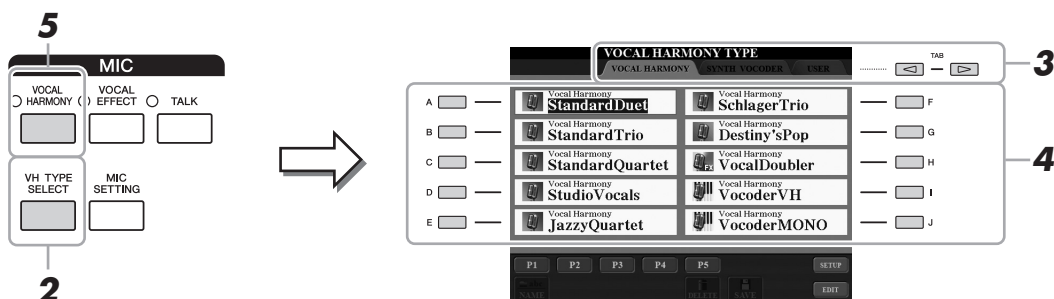 5
MIC
VOCAL HARMONY
VOCAL EFFECT
TALK
VH TYPE SELECT
MIC SETTING
2
VOCAL HARMONY TYPE
VOCAL HARMONY SYNTH VOCODER USER
TAB
3
A Vocal Harmony StandardDuet
Vocal Harmony SchlagerTrio F
B Vocal Harmony StandardTrio
Vocal Harmony Destiny'sPop G
C Vocal Harmony StandardQuartet
Vocal Harmony VocalDoubler H
4
D Vocal Harmony StudioVocals
Vocal Harmony VocoderVH I
E Vocal Harmony JazzyQuartet
Vocal Harmony VocoderMONO J
P1 P2 P3 P4 P5 SETUP
NAME DELETE SAVE EDIT